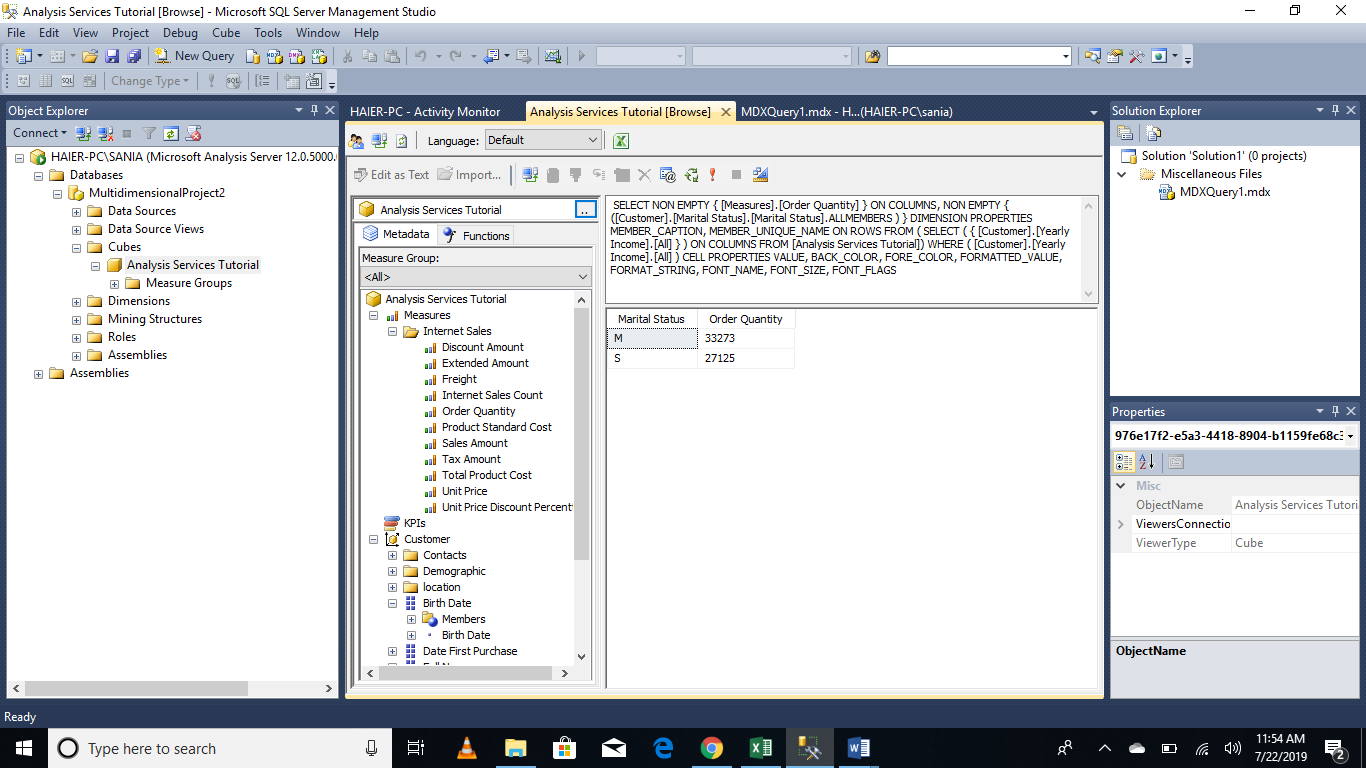 Analysis Services Tutorial [Browse] - Microsoft SQL Server Management Studio
File Edit View Project Debug Cube Tools Window Help
New Query
Change Type
Object Explorer
Connect
HAIER-PC\SANIA (Microsoft Analysis Server 12.0.5000.
Databases
MultidimensionalProject2
Data Sources
Data Source Views
Cubes
Analysis Services Tutorial
Measure Groups
Dimensions
Mining Structures
Roles
Assemblies
Assemblies
HAIER-PC - Activity Monitor
Analysis Services Tutorial [Browse]
MDXQuery1.mdx - H...(HAIER-PC\sania)
Language: Default
Edit as Text Import...
Analysis Services Tutorial
..
Metadata Functions
Measure Group:
<All>
Analysis Services Tutorial
Measures
Internet Sales
Discount Amount
Extended Amount
Freight
Internet Sales Count
Order Quantity
Product Standard Cost
Sales Amount
Tax Amount
Total Product Cost
Unit Price
Unit Price Discount Percent
KPIs
Customer
Contacts
Demographic
location
Birth Date
Members
Birth Date
Date First Purchase
SELECT NON EMPTY { [Measures].[Order Quantity] } ON COLUMNS, NON EMPTY {
([Customer].[Marital Status].[Marital Status].ALLMEMBERS ) } DIMENSION PROPERTIES
MEMBER_CAPTION, MEMBER_UNIQUE_NAME ON ROWS FROM ( SELECT ( { [Customer].[Yearly
Income].[All] } ) ON COLUMNS FROM [Analysis Services Tutorial]) WHERE ( [Customer].[Yearly
Income].[All] ) CELL PROPERTIES VALUE, BACK_COLOR, FORE_COLOR, FORMATTED_VALUE,
FORMAT_STRING, FONT_NAME, FONT_SIZE, FONT_FLAGS
Marital Status Order Quantity
M 33273
S 27125
Solution Explorer
Solution 'Solution1' (0 projects)
Miscellaneous Files
MDXQuery1.mdx
Properties
976e17f2-e5a3-4418-8904-b1159fe68c3
Misc
ObjectName Analysis Services Tutori
ViewersConnectio
ViewerType Cube
ObjectName
Ready
Type here to search
11:54 AM
7/22/2019
2